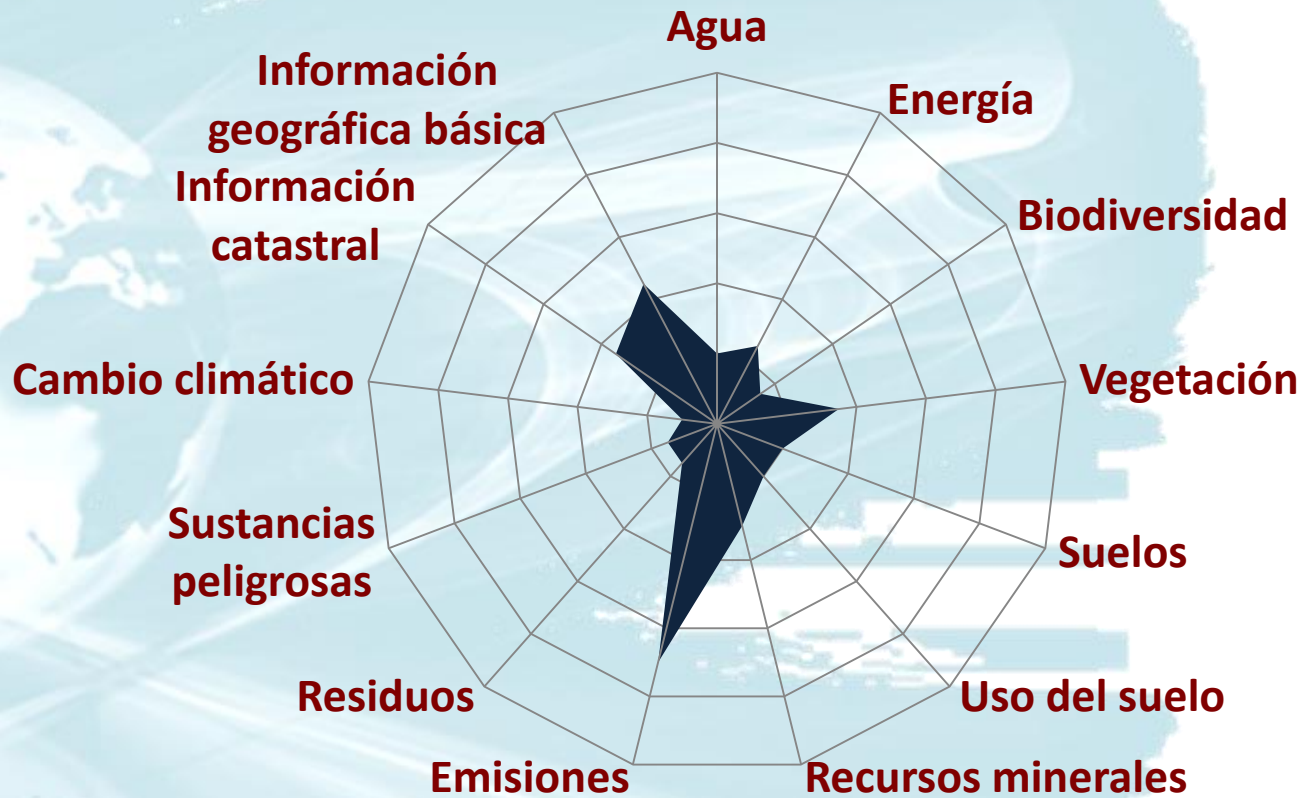 Agua
Energía
Biodiversidad
Vegetación
Suelos
Uso del suelo
Recursos minerales
Emisiones
Residuos
Sustancias
peligrosas
Cambio climático
Información
catastral
Información
geográfica básica